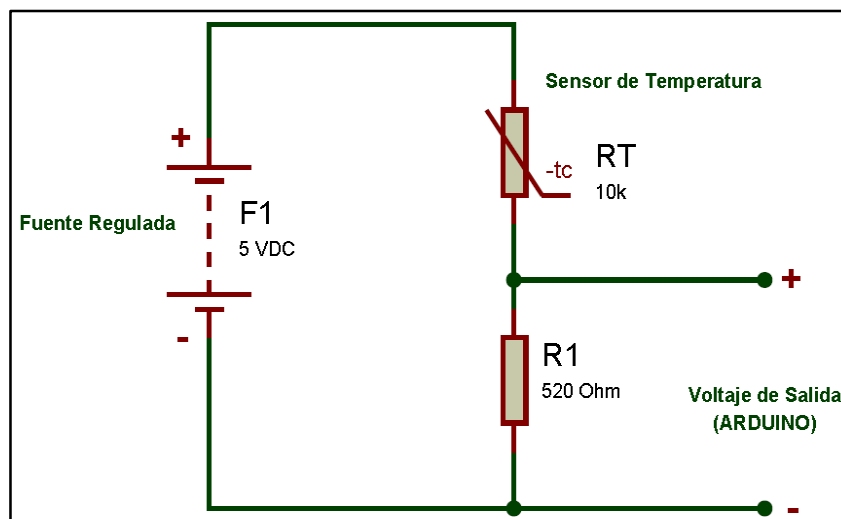 Sensor de Temperatura
+
-tc
RT
10k
Fuente Regulada
F1
5 VDC
+
-
R1
520 Ohm
Voltaje de Salida
(ARDUINO)
-